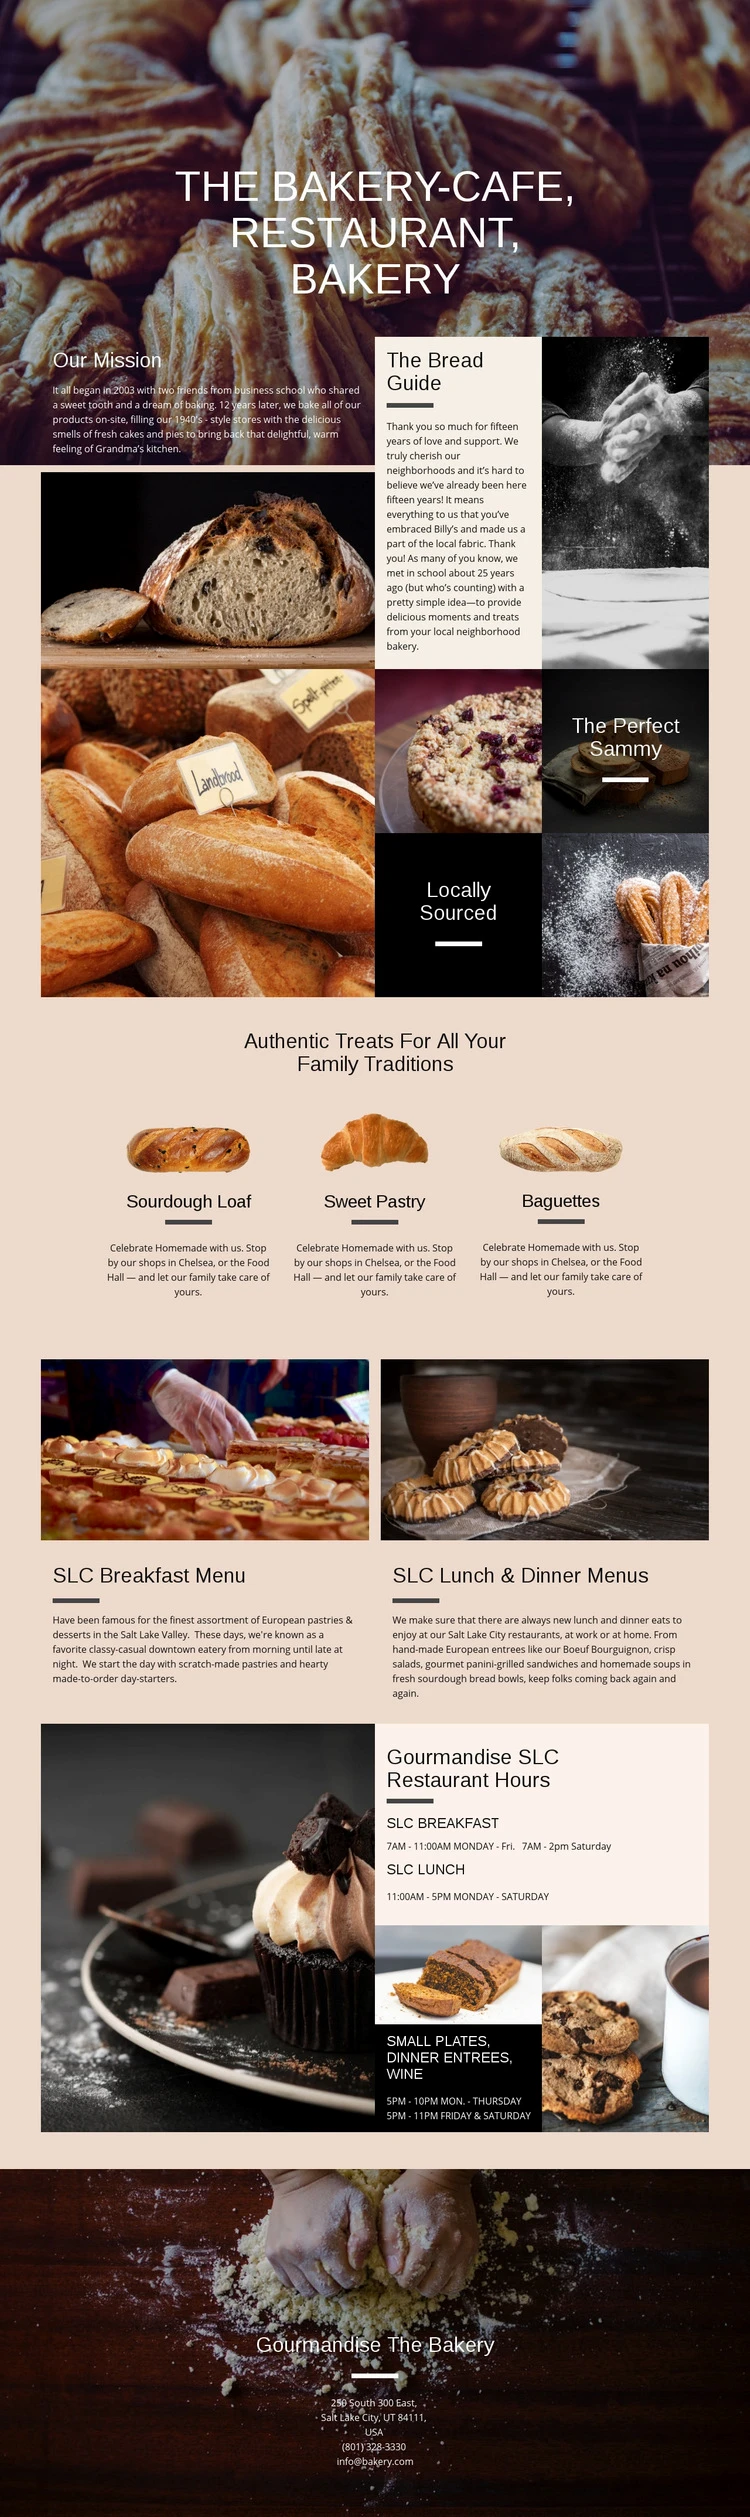 THE BAKERY-CAFE,
RESTAURANT,
BAKERY
Our Mission
It all began in 2003 with two friends from business school who shared
a sweet tooth and a dream of baking. 12 years later, we bake all of our
products on-site, filling our 1940's - style stores with the delicious
smells of fresh cakes and pies to bring back that delightful, warm
feeling of Grandma's kitchen.
The Bread
Guide
Thank you so much for fifteen
years of love and support. We
truly cherish our
neighborhoods and it's hard to
believe we've already been here
fifteen years! It means
everything to us that you've
embraced Billy's and made us a
part of the local fabric. Thank
you! As many of you know, we
met in school about 25 years
ago (but who's counting) with a
pretty simple idea—to provide
delicious moments and treats
from your local neighborhood
bakery.
Landbrood
The Perfect
Sammy
Locally
Sourced
Authentic Treats For All Your
Family Traditions
Sourdough Loaf
Celebrate Homemade with us. Stop
by our shops in Chelsea, or the Food
Hall — and let our family take care of
yours.
Sweet Pastry
Celebrate Homemade with us. Stop
by our shops in Chelsea, or the Food
Hall — and let our family take care of
yours.
Baguettes
Celebrate Homemade with us. Stop
by our shops in Chelsea, or the Food
Hall — and let our family take care of
yours.
SLC Breakfast Menu
Have been famous for the finest assortment of European pastries &
desserts in the Salt Lake Valley.  These days, we're known as a
favorite classy-casual downtown eatery from morning until late at
night.  We start the day with scratch-made pastries and hearty
made-to-order day-starters.
SLC Lunch & Dinner Menus
We make sure that there are always new lunch and dinner eats to
enjoy at our Salt Lake City restaurants, at work or at home. From
hand-made European entrees like our Boeuf Bourguignon, crisp
salads, gourmet panini-grilled sandwiches and homemade soups in
fresh sourdough bread bowls, keep folks coming back again and
again.
Gourmandise SLC
Restaurant Hours
SLC BREAKFAST
7AM - 11:00AM MONDAY - Fri.   7AM - 2pm Saturday
SLC LUNCH
11:00AM - 5PM MONDAY - SATURDAY
SMALL PLATES,
DINNER ENTREES,
WINE
5PM - 10PM MON. - THURSDAY
5PM - 11PM FRIDAY & SATURDAY
Gourmandise The Bakery
250 South 300 East,
Salt Lake City, UT 84111,
USA
(801) 328-3330
info@bakery.com